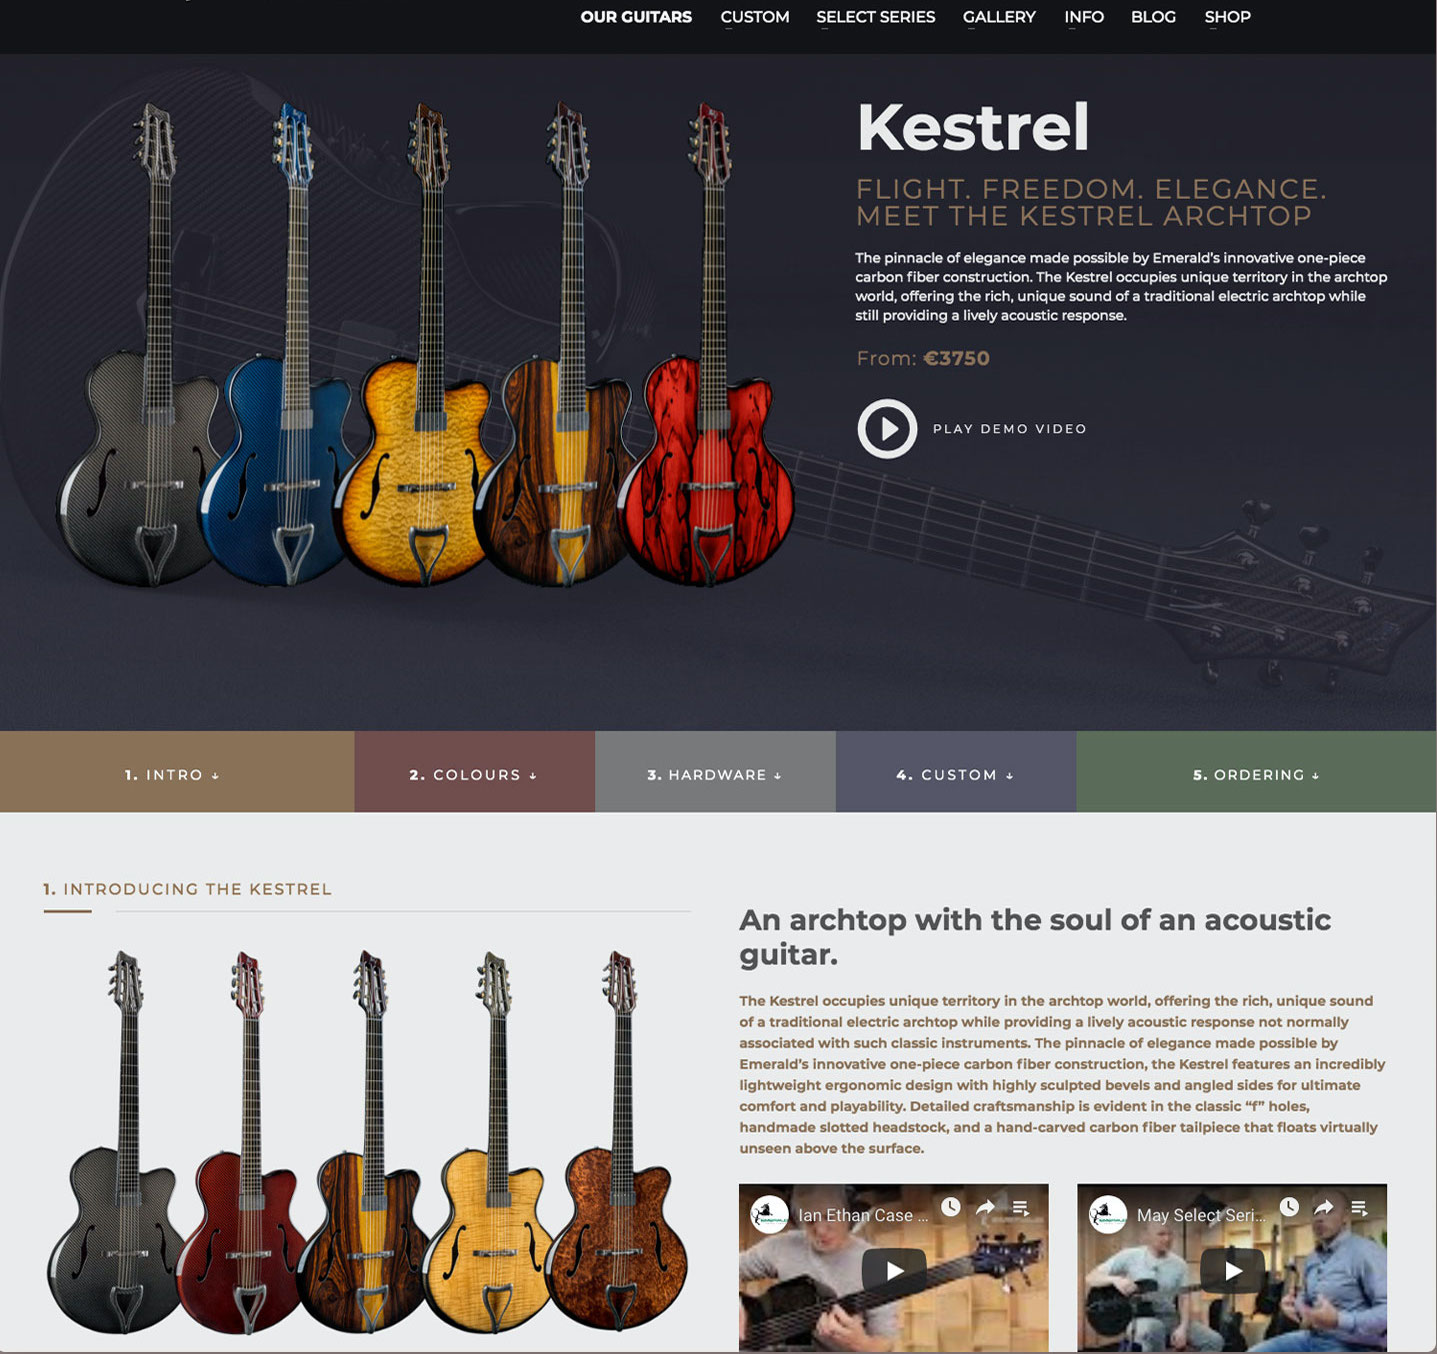 OUR GUITARS CUSTOM SELECT SERIES GALLERY INFO BLOG SHOP
Kestrel
FLIGHT. FREEDOM. ELEGANCE.
MEET THE KESTREL ARCHTOP
The pinnacle of elegance made possible by Emerald's innovative one-piece
carbon fiber construction. The Kestrel occupies unique territory in the archtop
world, offering the rich, unique sound of a traditional electric archtop while
still providing a lively acoustic response.
From: €3750
PLAY DEMO VIDEO
1. INTRO ↓
2. COLOURS ↓
3. HARDWARE ↓
4. CUSTOM ↓
5. ORDERING ↓
1. INTRODUCING THE KESTREL
An archtop with the soul of an acoustic
guitar.
The Kestrel occupies unique territory in the archtop world, offering the rich, unique sound
of a traditional electric archtop while providing a lively acoustic response not normally
associated with such classic instruments. The pinnacle of elegance made possible by
Emerald's innovative one-piece carbon fiber construction, the Kestrel features an incredibly
lightweight ergonomic design with highly sculpted bevels and angled sides for ultimate
comfort and playability. Detailed craftsmanship is evident in the classic “f” holes,
handmade slotted headstock, and a hand-carved carbon fiber tailpiece that floats virtually
unseen above the surface.
Ian Ethan Case ...
May Select Seri...